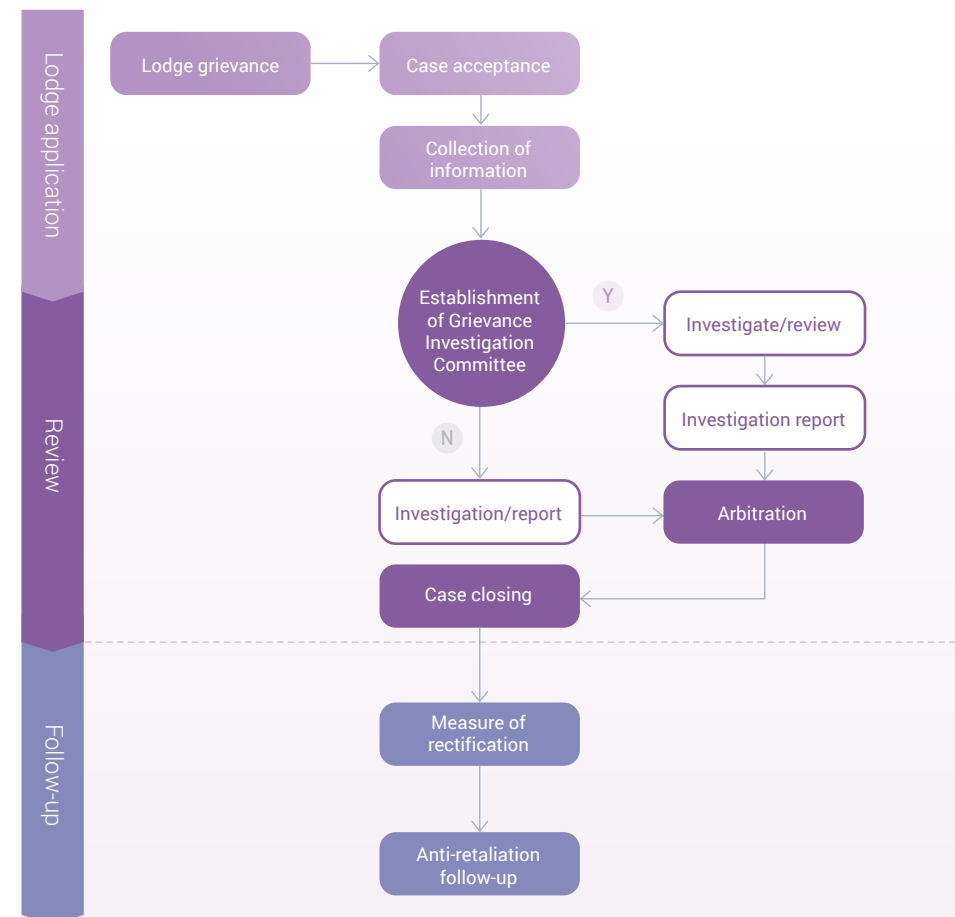 Lodge application
Lodge grievance
Case acceptance
Collection of
information
Review
Establishment
of Grievance
Investigation
Committee
Y
Investigate/review
Investigation report
N
Investigation/report
Arbitration
Case closing
Follow-up
Measure of
rectification
Anti-retaliation
follow-up